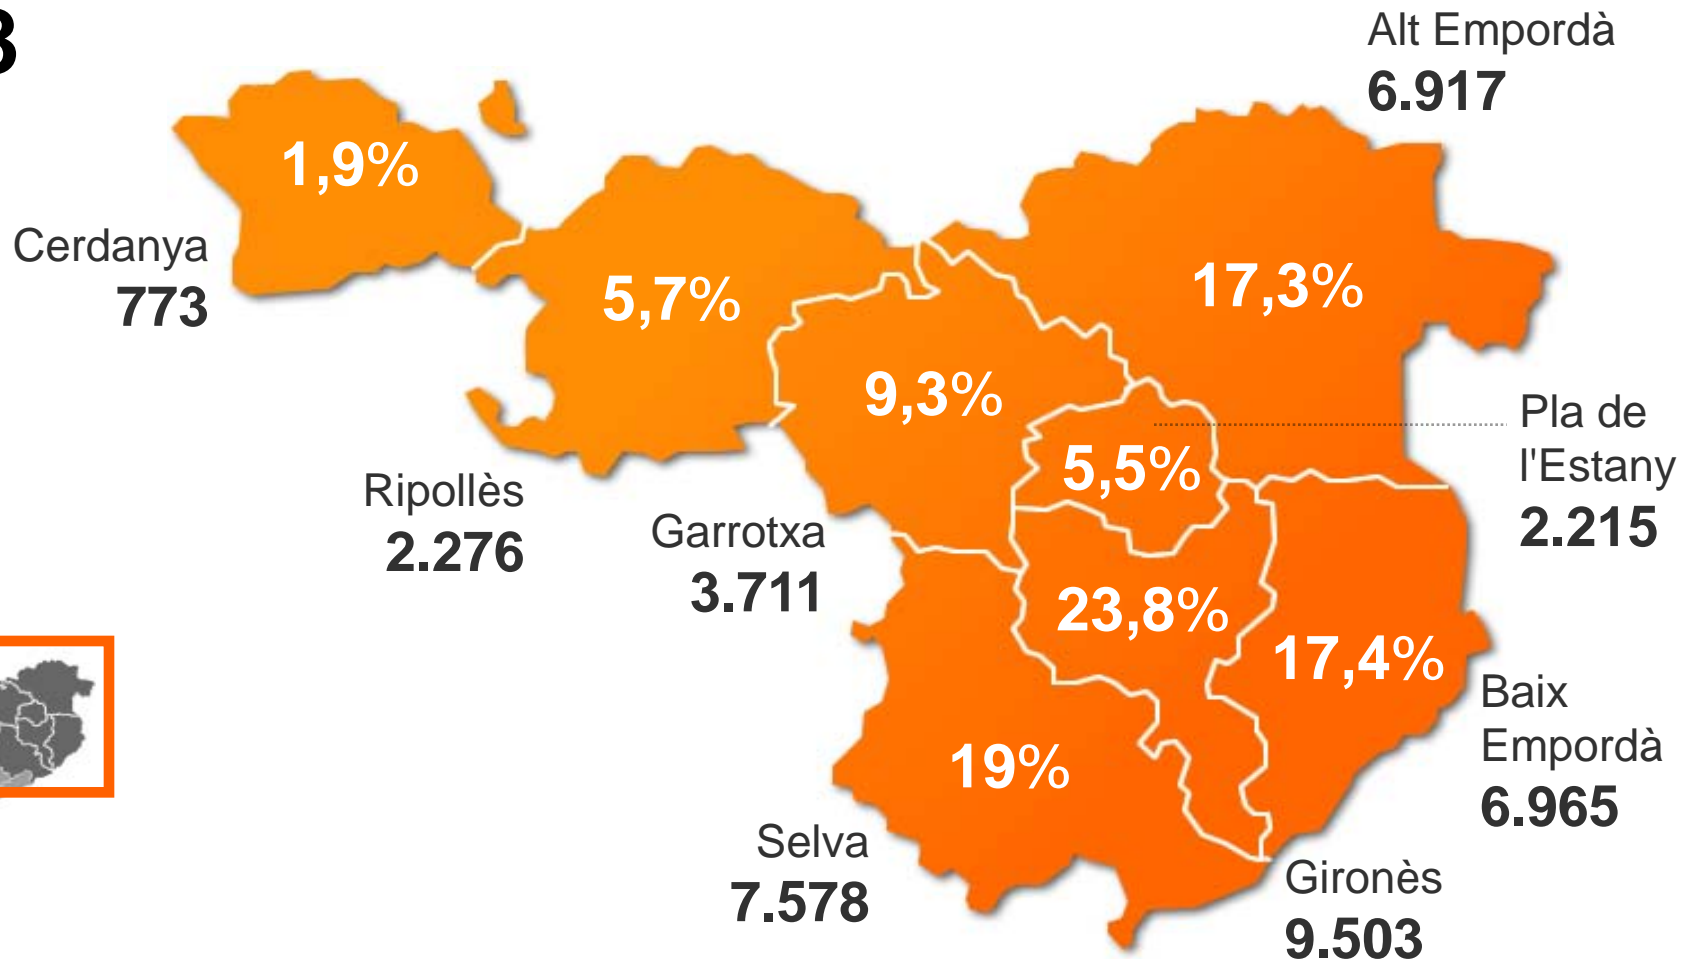 3
Alt Empordà
6.917
1,9%
Cerdanya
773
5,7%
17,3%
9,3%
Pla de
l'Estany
2.215
5,5%
Ripollès
2.276
Garrotxa
3.711
23,8%
17,4%
Baix
Empordà
6.965
19%
Selva
7.578
Gironès
9.503